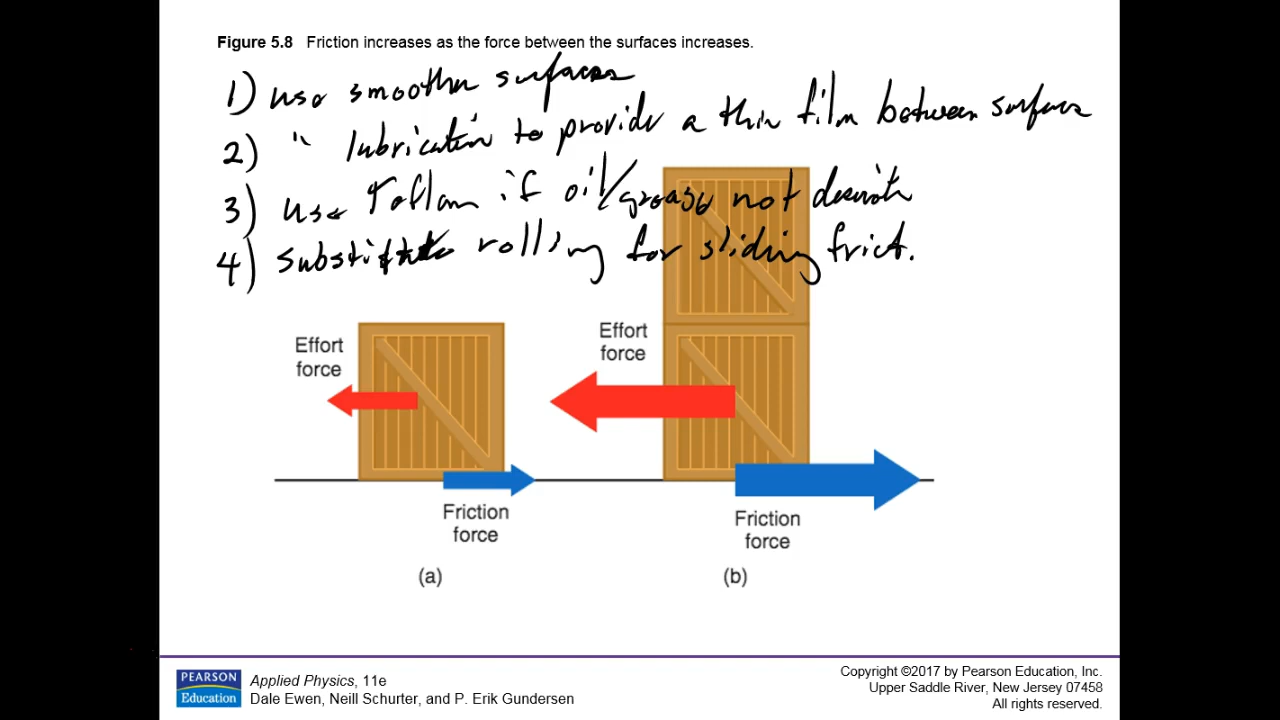 Figure 5.8 Friction increases as the force between the surfaces increases.
1) use smoother surfaces
2) " lubrication to provide a thin film between surfaces
3) use Teflon if oil/grease not desirable
4) substitute rolling for sliding frict.
Effort
force
Effort
force
Friction
force
Friction
force
(a)
(b)
PEARSON
Education
Applied Physics, 11e
Dale Ewen, Neill Schurter, and P. Erik Gundersen
Copyright ©2017 by Pearson Education, Inc.
Upper Saddle River, New Jersey 07458
All rights reserved.